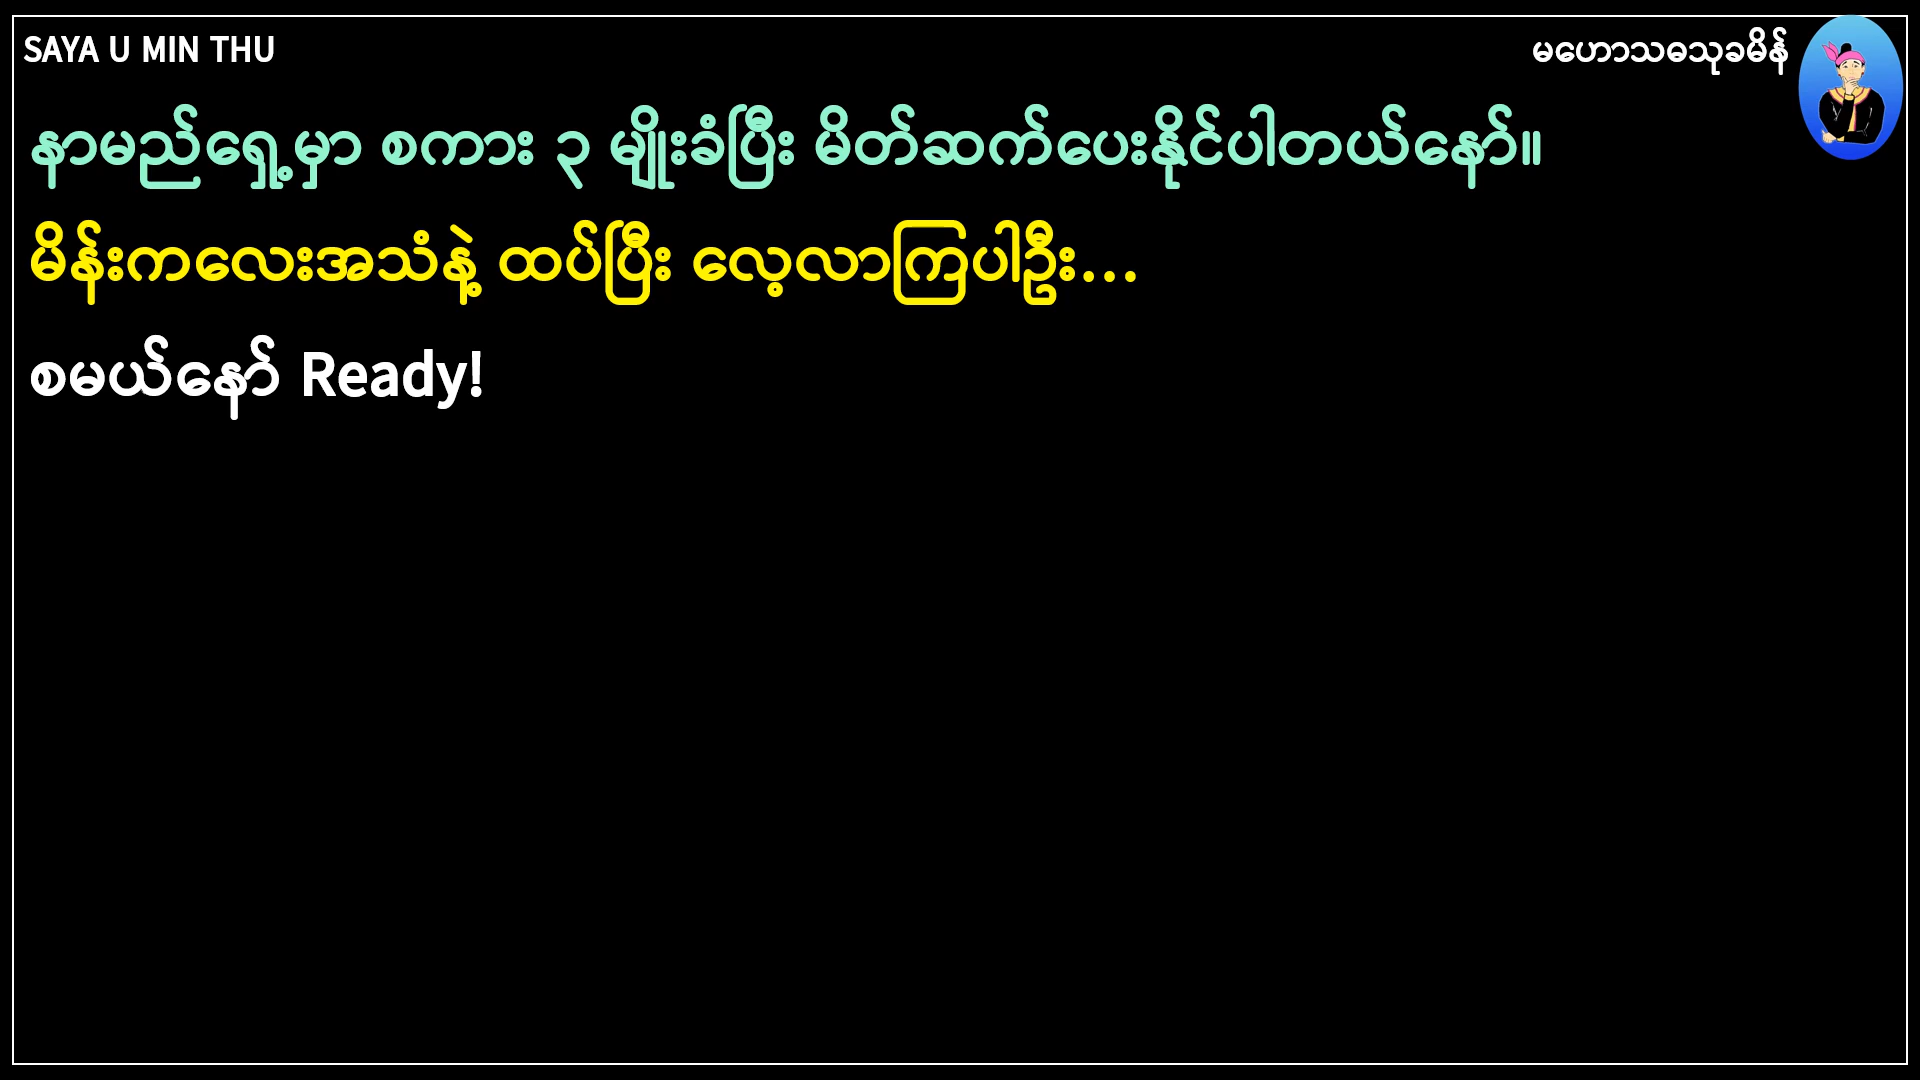 SAYA U MIN THU
မဟောသဓသုခမိန်
နာမည်ရှေ့မှာ စကား ၃ မျိုးခံပြီး မိတ်ဆက်ပေးနိုင်ပါတယ်နော်။
မိန်းကလေးအသံနဲ့ ထပ်ပြီး လေ့လာကြပါဦး...
စမယ်နော် Ready!